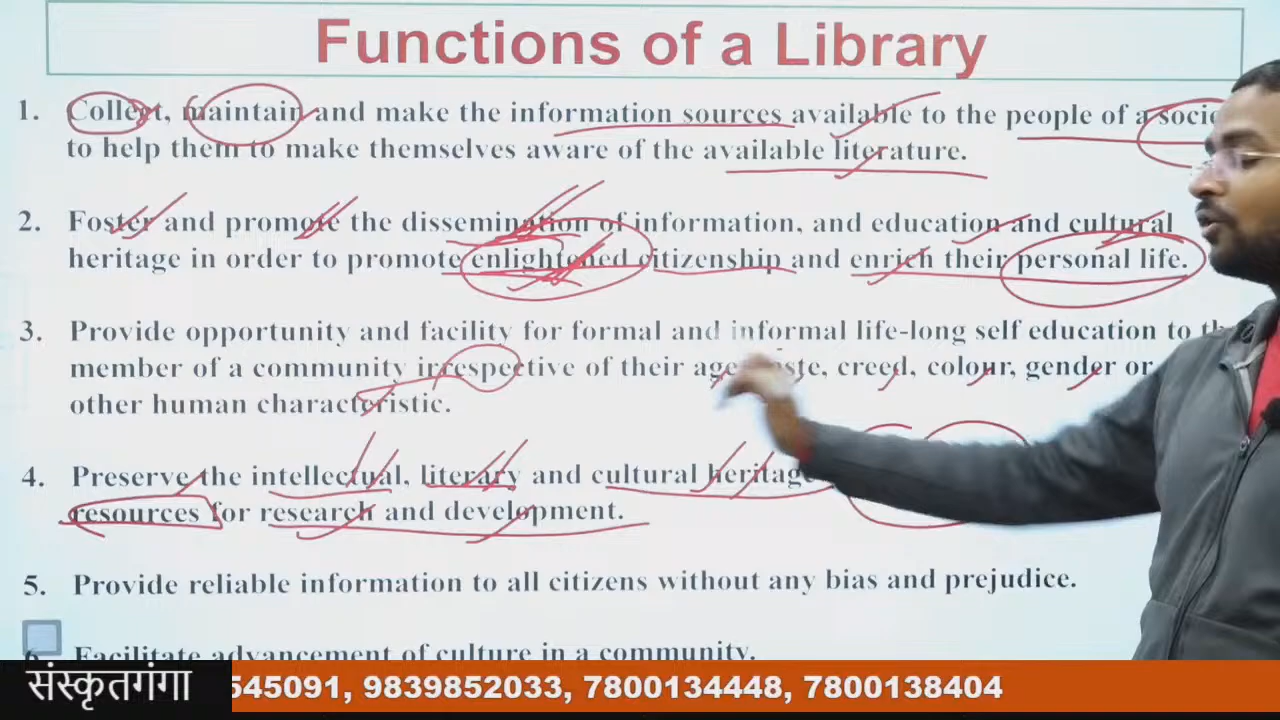 Functions of a Library
1. Collect, maintain and make the information sources available to the people of a
to help them to make themselves aware of the available literature.
2. Foster and promote the dissemination of information, and education and cultural
heritage in order to promote enlightened citizenship and enrich their personal life.
3. Provide opportunity and facility for formal and informal life-long self education to
member of a community irrespective of their creed, colour, gender or
other human characteristic.
4. Preserve the intellectual, literary and cultural
resources for research and development.
5. Provide reliable information to all citizens without any bias and prejudice.
6. Facilitate advancement of culture in a community.
संस्कृतगंगा 545091, 9839852033, 7800134448, 7800138404